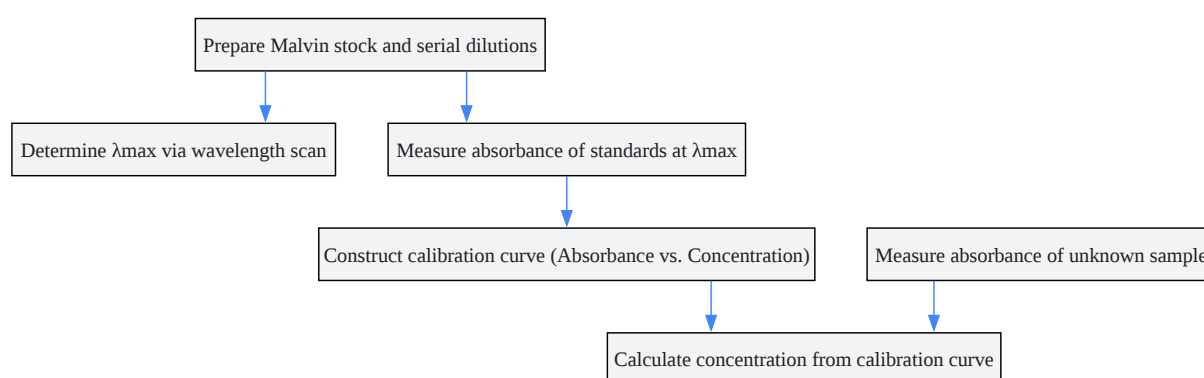 Prepare Malvin stock and serial dilutions
Determine λmax via wavelength scan
Measure absorbance of standards at λmax
Construct calibration curve (Absorbance vs. Concentration)
Measure absorbance of unknown sample
Calculate concentration from calibration curve